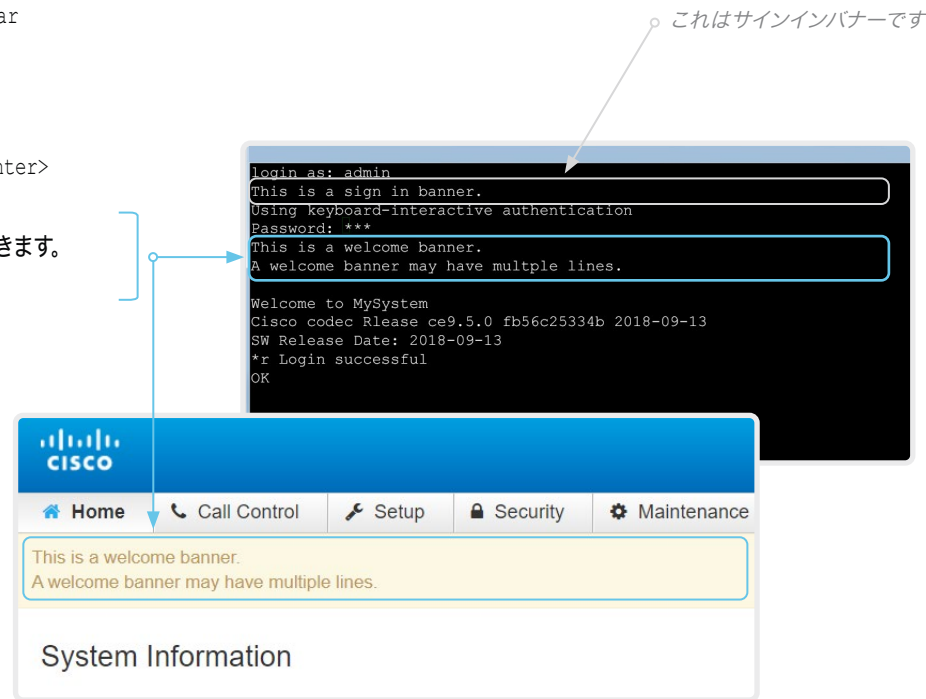 ar
これはサインインバナーです
nter>
きます。
login as: admin
This is a sign in banner.
Using keyboard-interactive authentication
Password: ***
This is a welcome banner.
A welcome banner may have multple lines.
Welcome to MySystem
Cisco codec Rlease ce9.5.0 fb56c25334b 2018-09-13
SW Release Date: 2018-09-13
*r Login successful
OK
CISCO
Home Call Control Setup Security Maintenance
This is a welcome banner.
A welcome banner may have multiple lines.
System Information